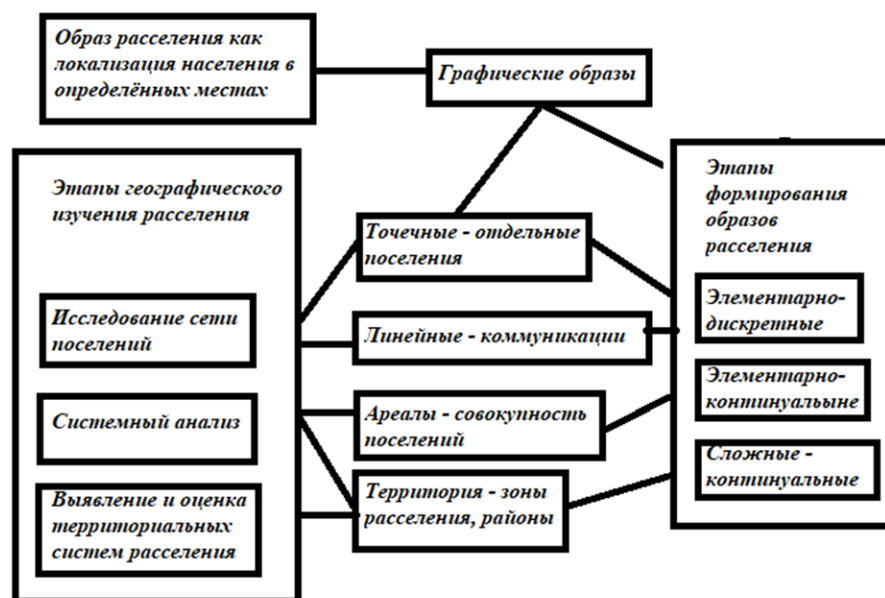 Образ расселения как
локализация населения в
определённых местах
Графические образы
Этапы географического
изучения расселения
Исследование сети
поселений
Системный анализ
Выявление и оценка
территориальных
систем расселения
Точечные - отдельные
поселения
Линейные - коммуникации
Ареалы - совокупность
поселений
Территория - зоны
расселения, районы
Этапы
формирования
образов
расселения
Элементарно-
дискретные
Элементарно-
континуальыне
Сложные -
континуальные